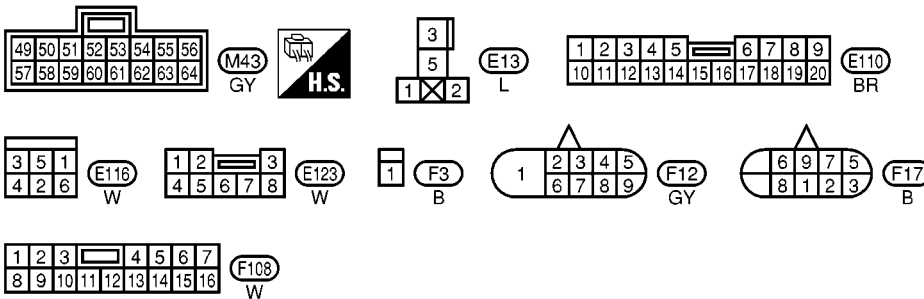 49 50 51 52 53 54 55 56
57 58 59 60 61 62 63 64
M43
GY
H.S.
3
5
1 2
E13
L
1 2 3 4 5 6 7 8 9
10 11 12 13 14 15 16 17 18 19 20
E110
BR
3 5 1
4 2 6
E116
W
1 2 3
4 5 6 7 8
E123
W
1
F3
B
1 2 3 4 5
6 7 8 9
F12
GY
6 9 7 5
8 1 2 3
F17
B
1 2 3 4 5 6 7
8 9 10 11 12 13 14 15 16
F108
W